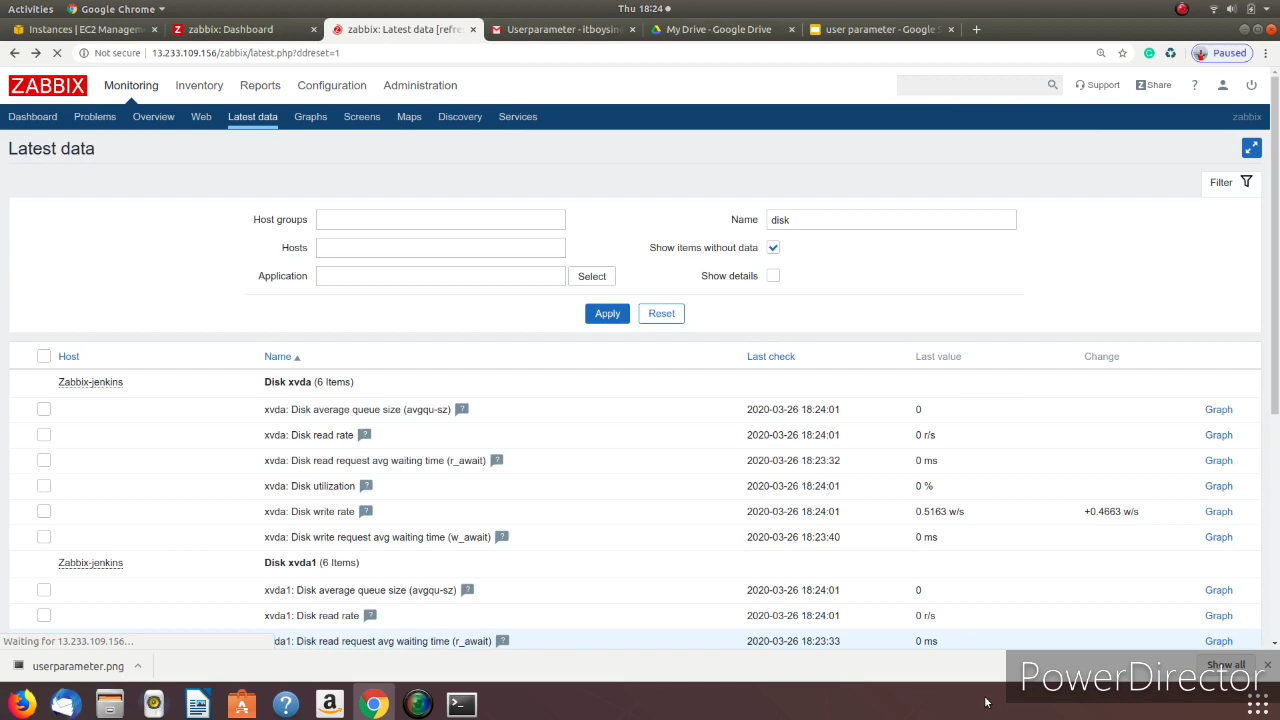 Activities Google Chrome Thu 18:24
Instances | EC2 Managem zabbix: Dashboard zabbix: Latest data [refres Userparameter - itboysin My Drive - Google Drive user parameter - Google S
Not secure 13.233.109.156/zabbix/latest.php?ddreset=1 Paused
ZABBIX Monitoring Inventory Reports Configuration Administration Support Z Share ?
Dashboard Problems Overview Web Latest data Graphs Screens Maps Discovery Services zabbix
Latest data
Filter
Host groups Name disk
Hosts Show items without data
Application Select Show details
Apply Reset
Host Name Last check Last value Change
Zabbix-jenkins Disk xvda (6 Items)
xvda: Disk average queue size (avgqu-sz) ? 2020-03-26 18:24:01 0 Graph
xvda: Disk read rate ? 2020-03-26 18:24:01 0 r/s Graph
xvda: Disk read request avg waiting time (r_await) ? 2020-03-26 18:23:32 0 ms Graph
xvda: Disk utilization ? 2020-03-26 18:24:01 0 % Graph
xvda: Disk write rate ? 2020-03-26 18:24:01 0.5163 w/s +0.4663 w/s Graph
xvda: Disk write request avg waiting time (w_await) ? 2020-03-26 18:23:40 0 ms Graph
Zabbix-jenkins Disk xvda1 (6 Items)
xvda1: Disk average queue size (avgqu-sz) ? 2020-03-26 18:24:01 0 Graph
xvda1: Disk read rate ? 2020-03-26 18:24:01 0 r/s Graph
Waiting for 13.233.109.156... da1: Disk read request avg waiting time (r_await) ? 2020-03-26 18:23:33 0 ms Graph
userparameter.png Show all
PowerDirector